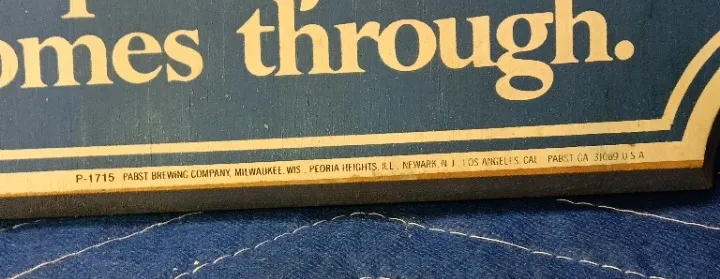 omes through.
P-1715 PABST BREWING COMPANY, MILWAUKEE, WIS., PEORIA HEIGHTS, ILL., NEWARK, N.J., LOS ANGELES, CAL. PABST, GA. 31069 U.S.A.